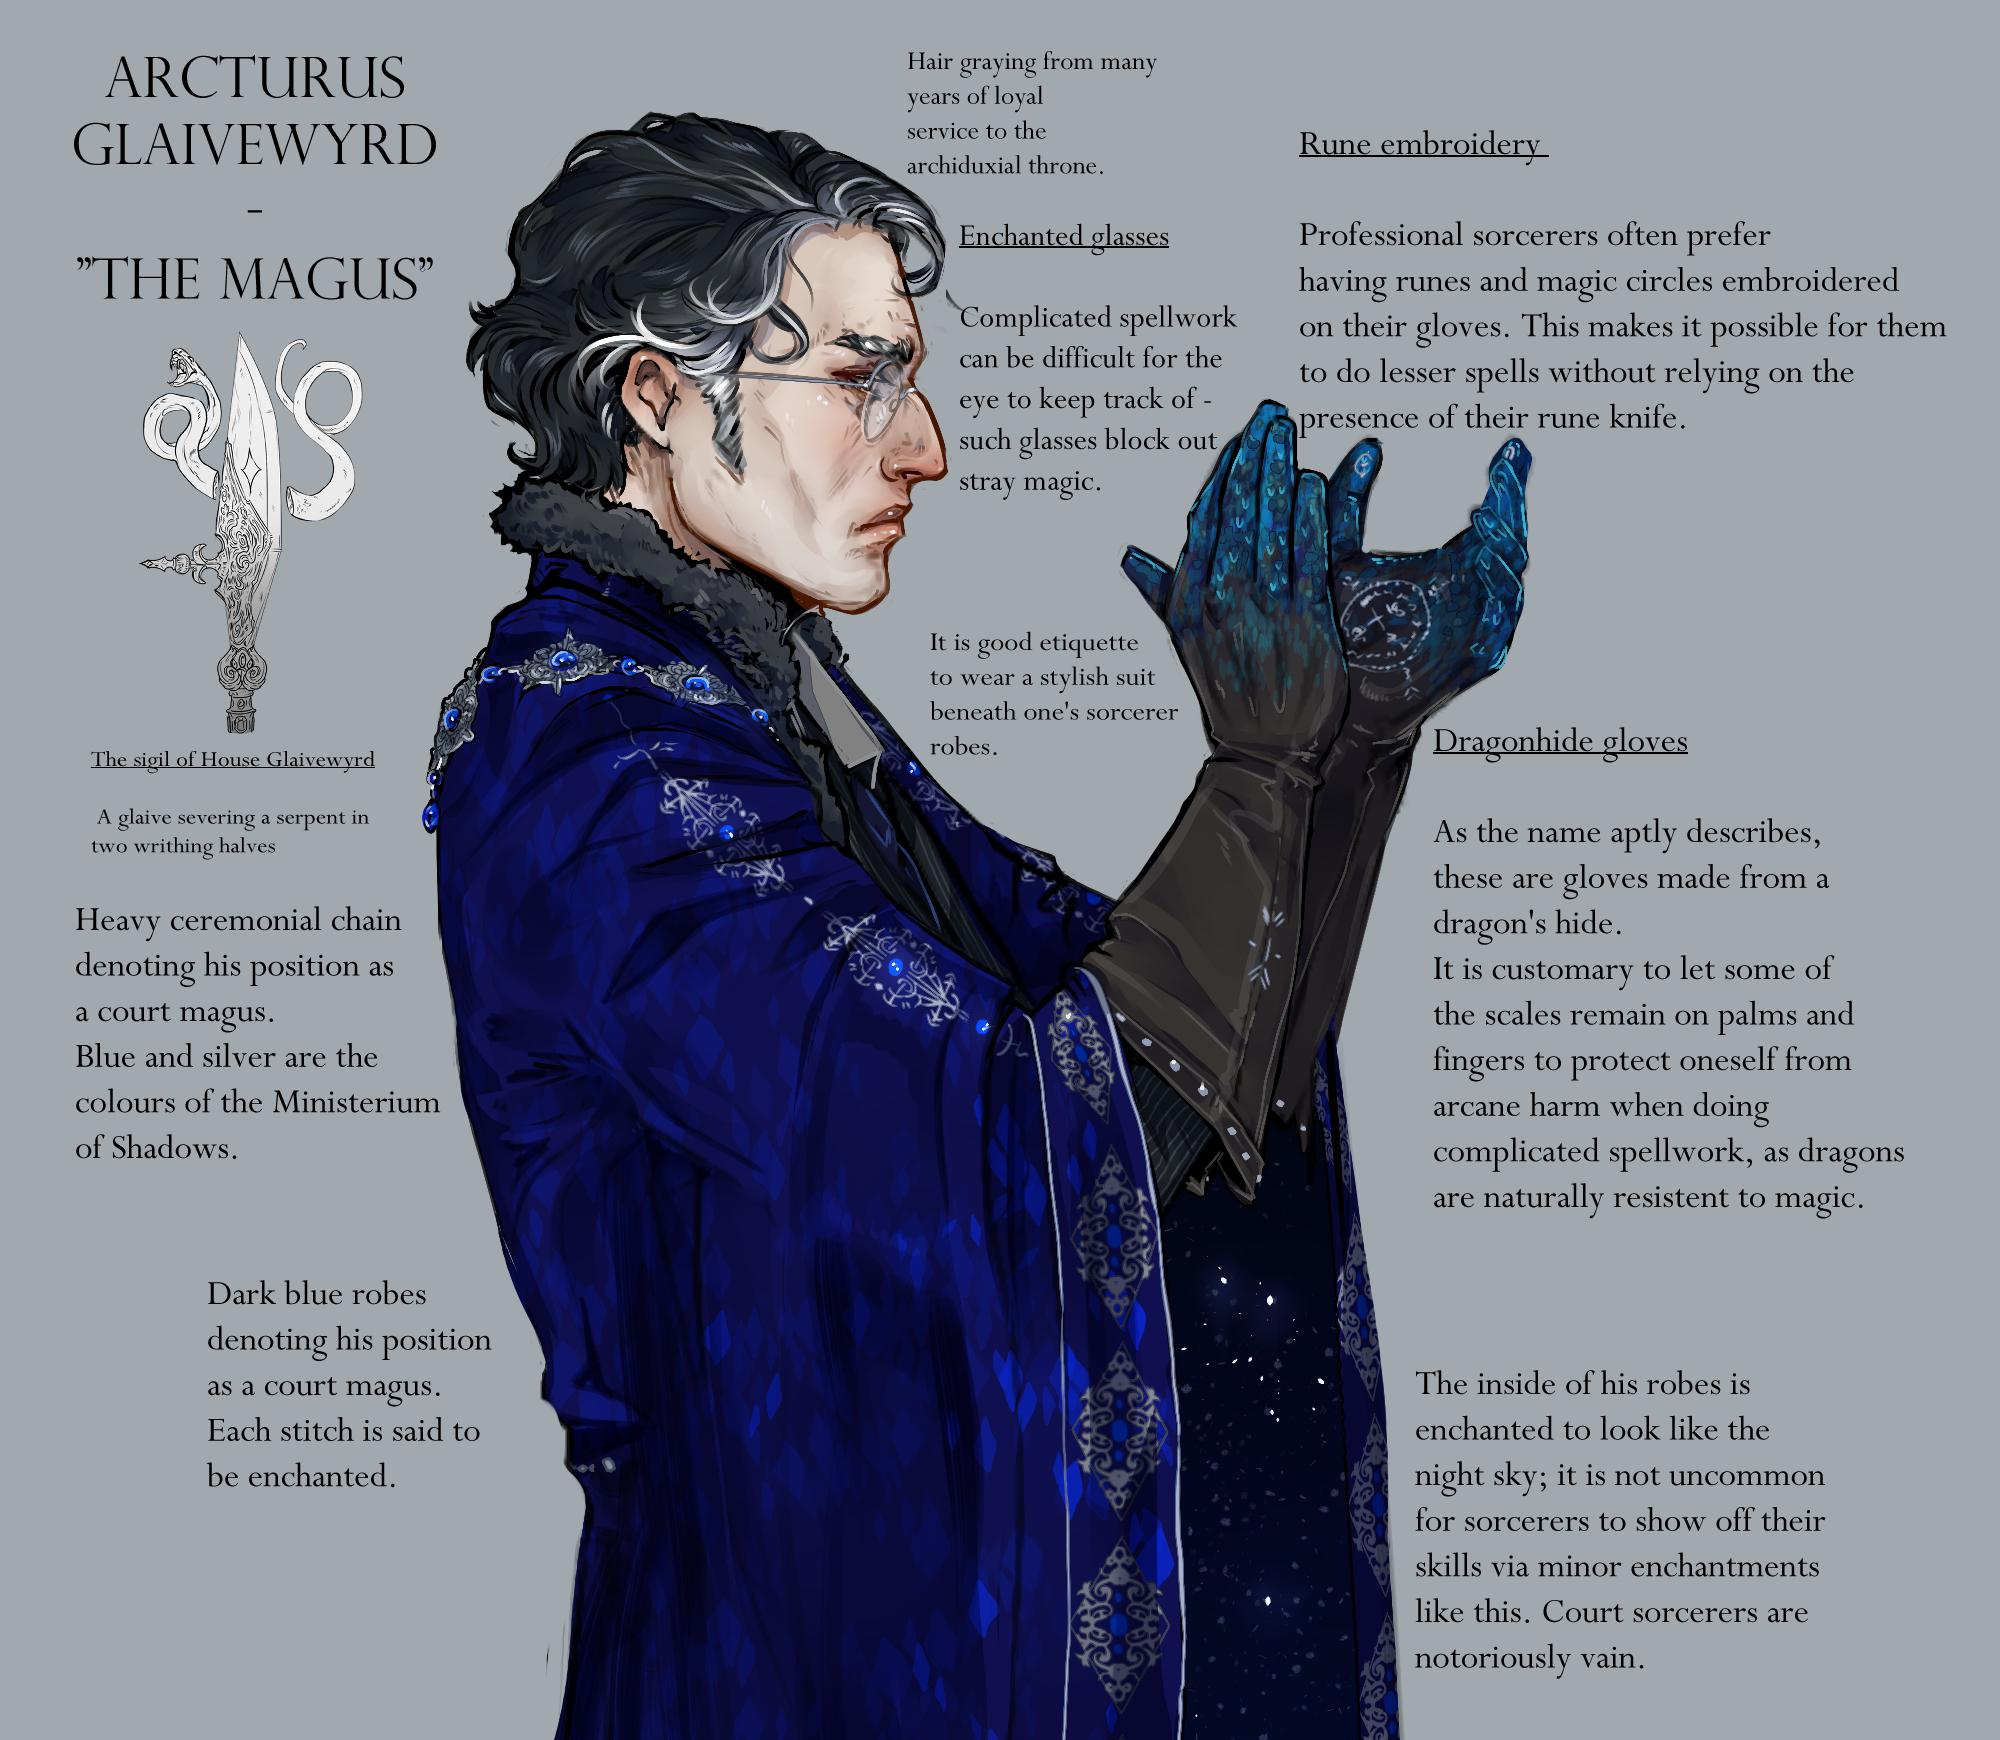 ARCTURUS
GLAIVEWYRD
-
"THE MAGUS"
The sigil of House Glaivewyrd
A glaive severing a serpent in
two writhing halves
Heavy ceremonial chain
denoting his position as
a court magus.
Blue and silver are the
colours of the Ministerium
of Shadows.
Dark blue robes
denoting his position
as a court magus.
Each stitch is said to
be enchanted.
Hair graying from many
years of loyal
service to the
archiduxial throne.
Enchanted glasses
Complicated spellwork
can be difficult for the
eye to keep track of -
such glasses block out
stray magic.
It is good etiquette
to wear a stylish suit
beneath one's sorcerer
robes.
Rune embroidery
Professional sorcerers often prefer
having runes and magic circles embroidered
on their gloves. This makes it possible for them
to do lesser spells without relying on the
presence of their rune knife.
Dragonhide gloves
As the name aptly describes,
these are gloves made from a
dragon's hide.
It is customary to let some of
the scales remain on palms and
fingers to protect oneself from
arcane harm when doing
complicated spellwork, as dragons
are naturally resistent to magic.
The inside of his robes is
enchanted to look like the
night sky; it is not uncommon
for sorcerers to show off their
skills via minor enchantments
like this. Court sorcerers are
notoriously vain.